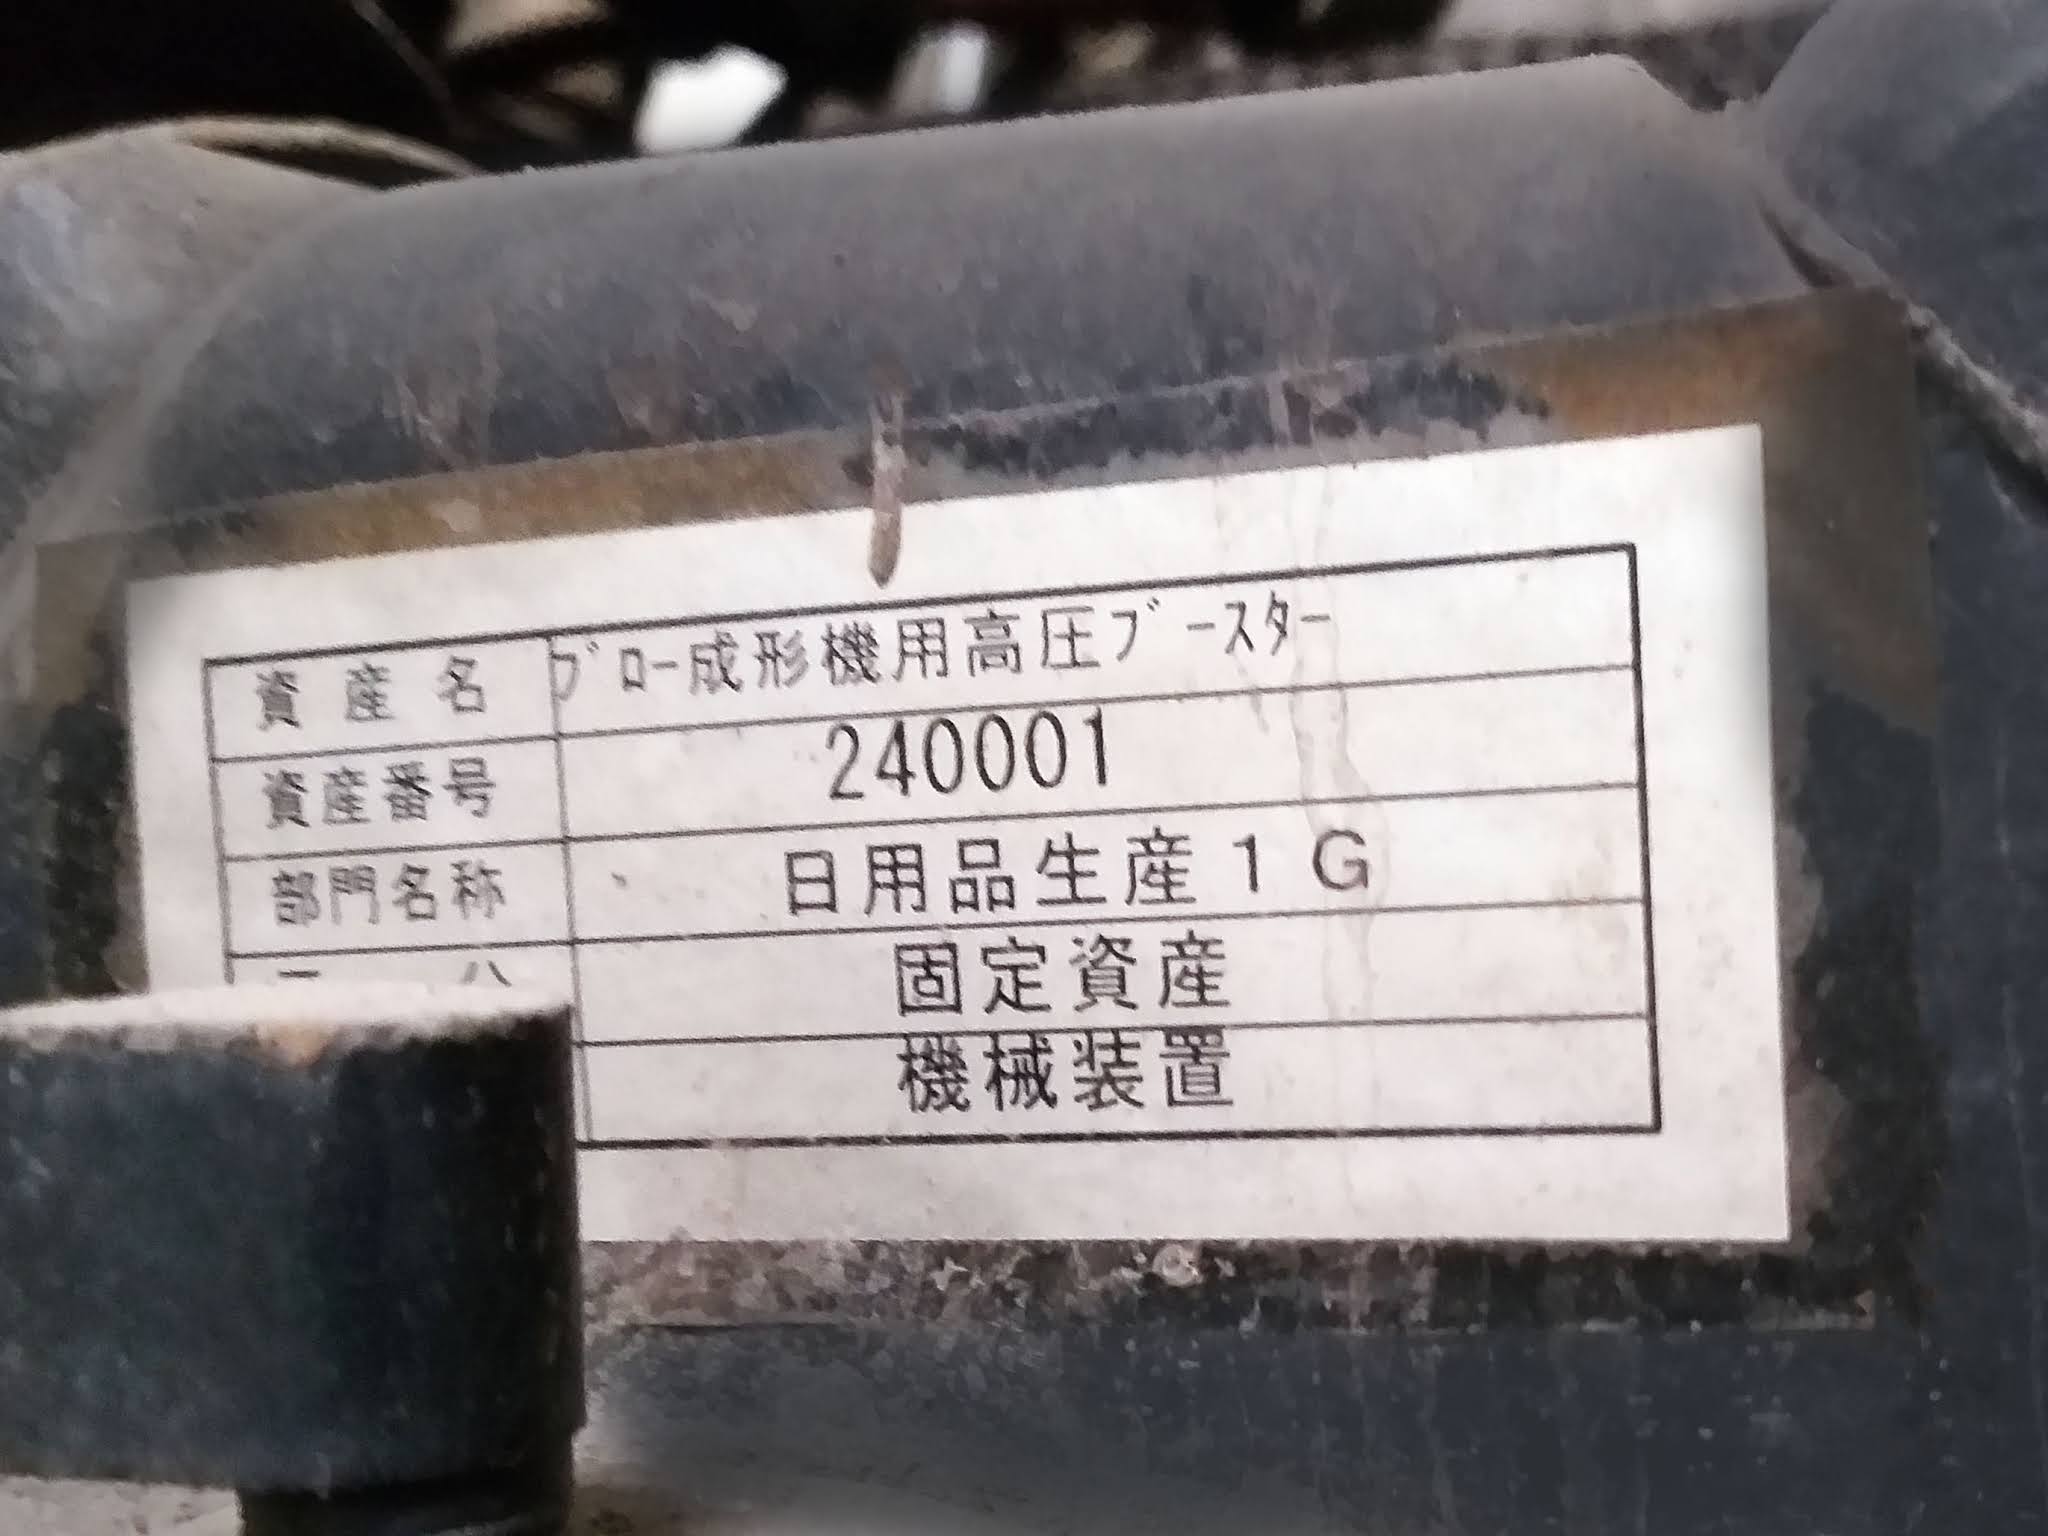 資産名 ﾌﾞﾛｰ成形機用高圧ﾌﾞｰｽﾀｰ
資産番号 240001
部門名称 日用品生産１Ｇ
固定資産
機械装置